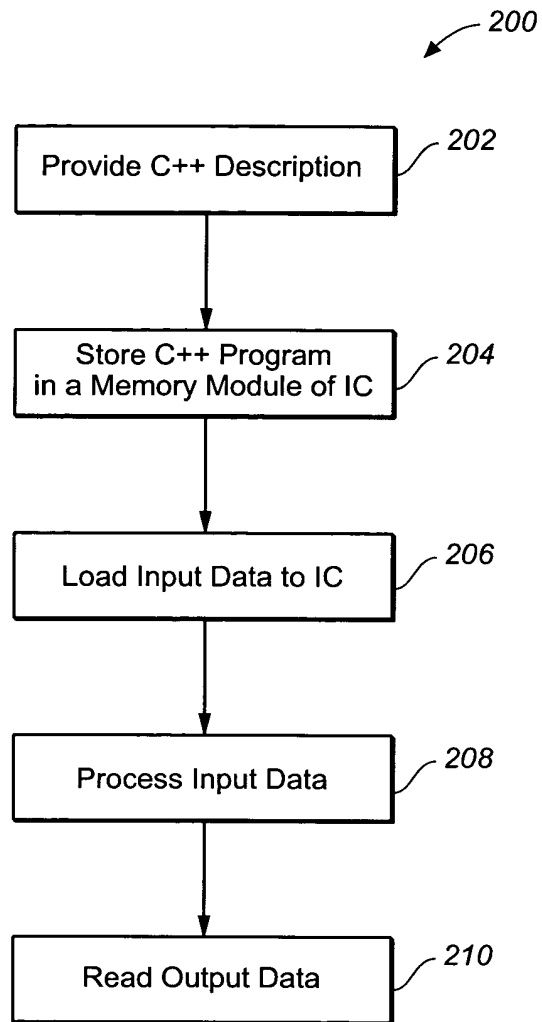 200
Provide C++ Description
202
Store C++ Program
in a Memory Module of IC
204
Load Input Data to IC
206
Process Input Data
208
Read Output Data
210